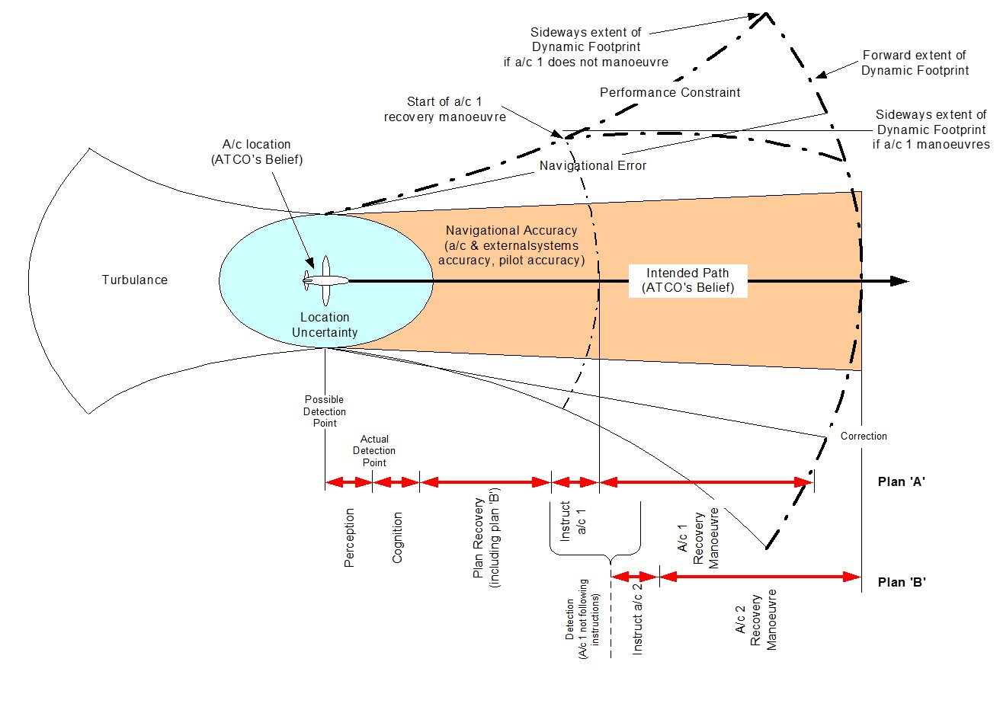 Sideways extent of
Dynamic Footprint
if a/c 1 does not manoeuvre
Forward extent of
Dynamic Footprint
Performance Constraint
Start of a/c 1
recovery manoeuvre
Sideways extent of
Dynamic Footprint
if a/c 1 manoeuvres
A/c location
(ATCO's Belief)
Navigational Error
Navigational Accuracy
(a/c & externalsystems
accuracy, pilot accuracy)
Turbulance
Intended Path
(ATCO's Belief)
Location
Uncertainty
Possible
Detection
Point
Actual
Detection
Point
Correction
Plan 'A'
Perception
Cognition
Plan Recovery
(including plan 'B')
Instruct
a/c 1
A/c 1
Recovery
Manoeuvre
Plan 'B'
Detection
(A/c 1 not following
instructions)
Instruct a/c 2
A/c 2
Recovery
Manoeuvre